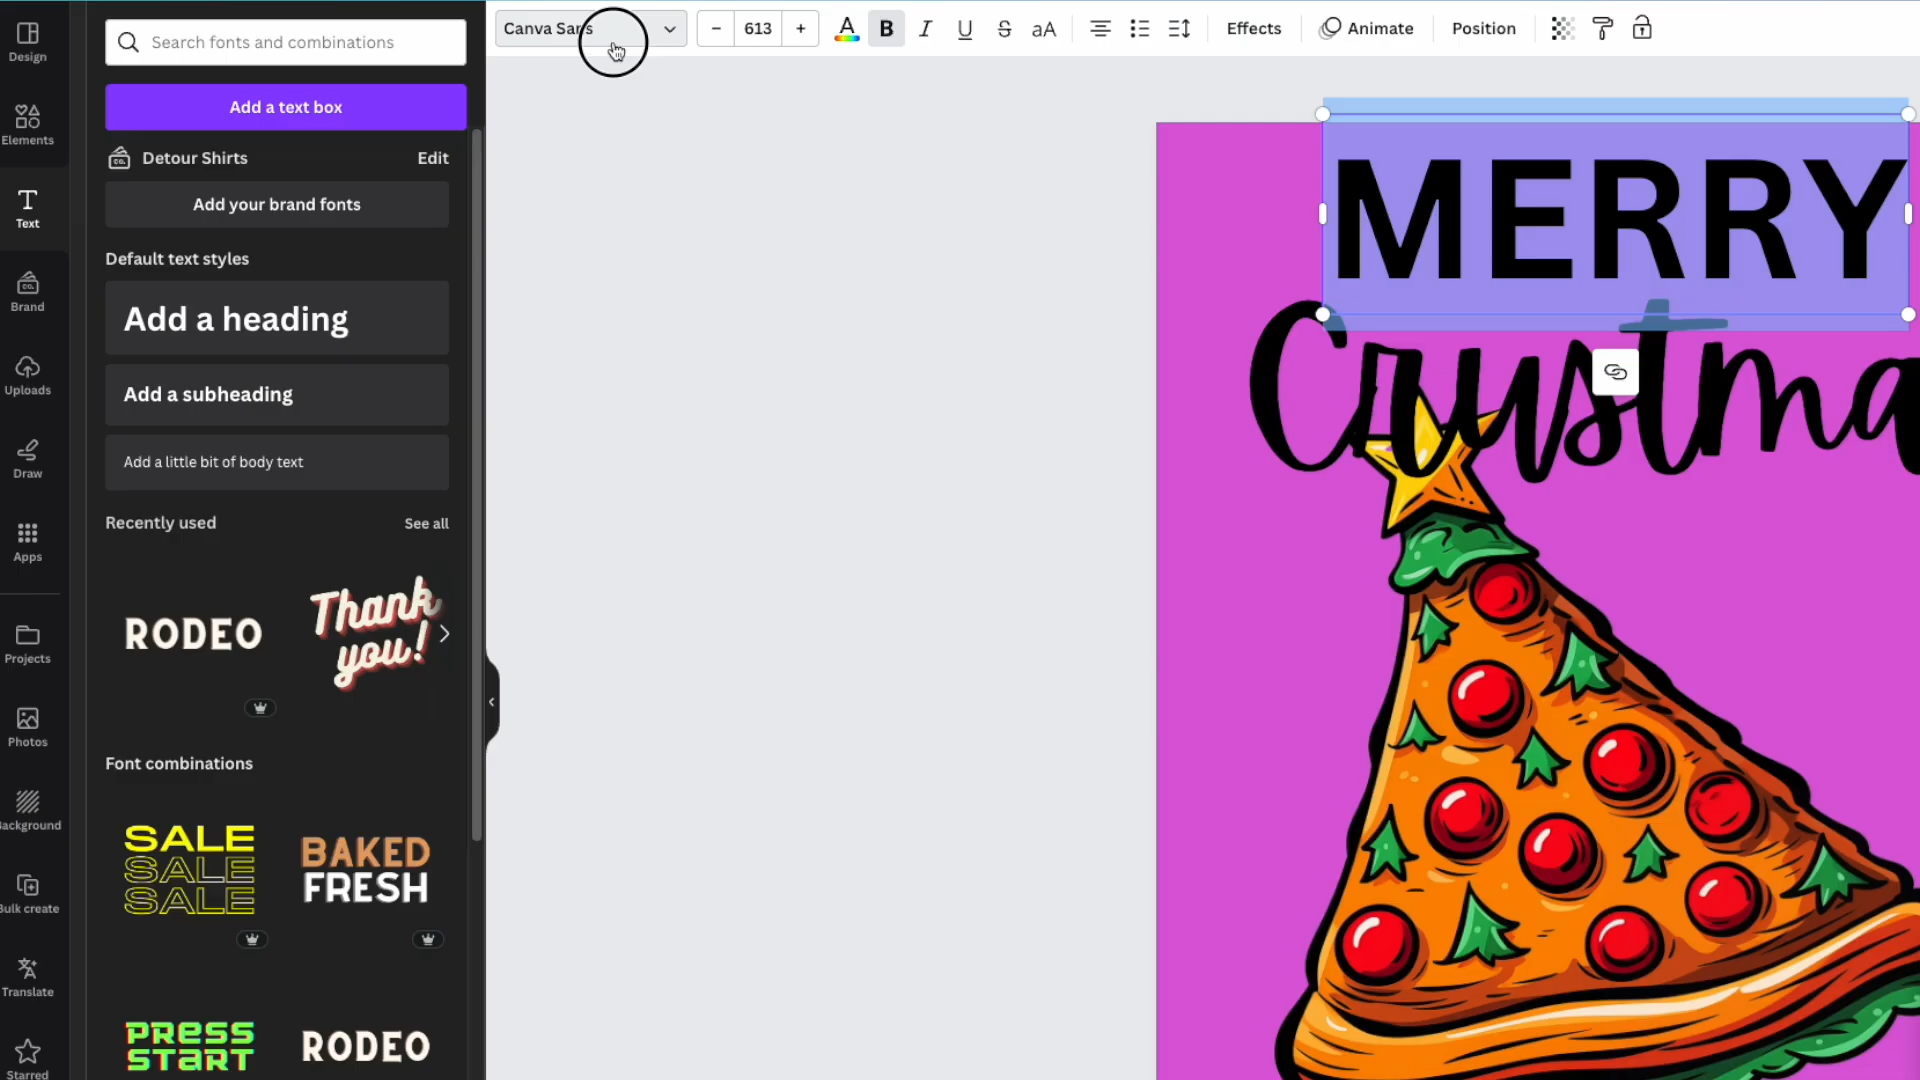 Canva Sans
613
B
I
U
S
aA
Effects
Animate
Position
Design
Elements
Text
Brand
Uploads
Draw
Apps
Projects
Photos
Background
Bulk create
Translate
Starred
Search fonts and combinations
Add a text box
Detour Shirts
Edit
Add your brand fonts
Default text styles
Add a heading
Add a subheading
Add a little bit of body text
Recently used
See all
RODEO
Thank
you!
Font combinations
SALE
SALE
SALE
BAKED
FRESH
PRESS
START
RODEO
MERRY
Crustma